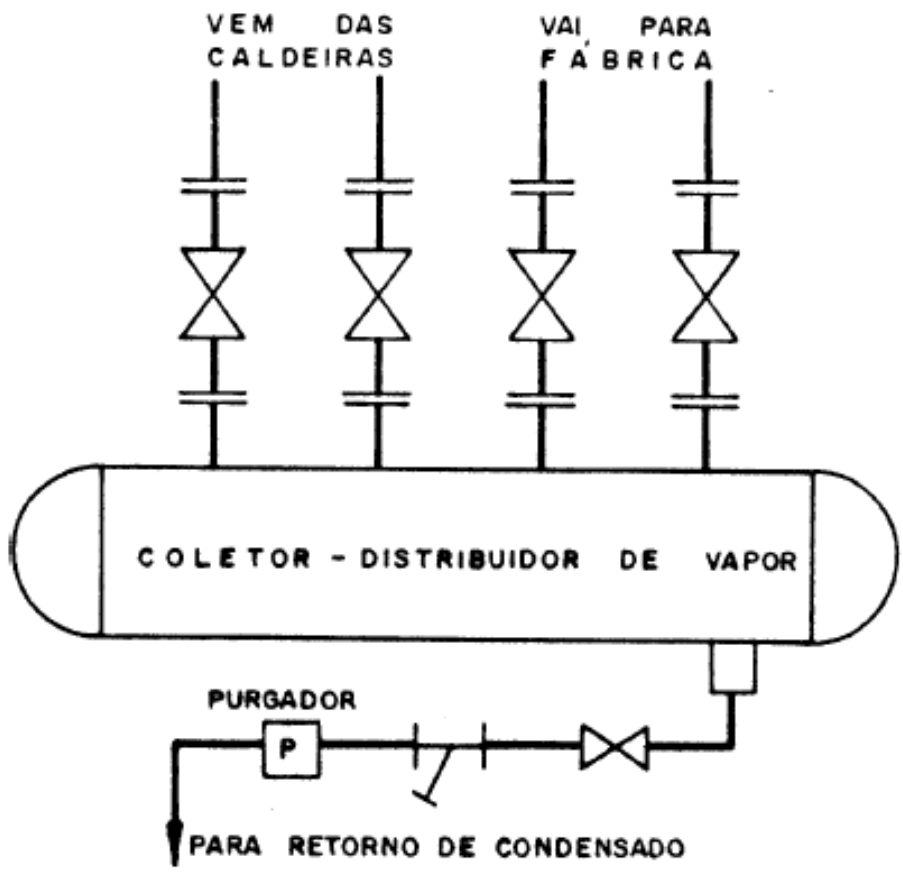 VEM DAS
CALDEIRAS
VAI PARA
FÁBRICA
COLETOR - DISTRIBUIDOR DE VAPOR
PURGADOR
P
PARA RETORNO DE CONDENSADO